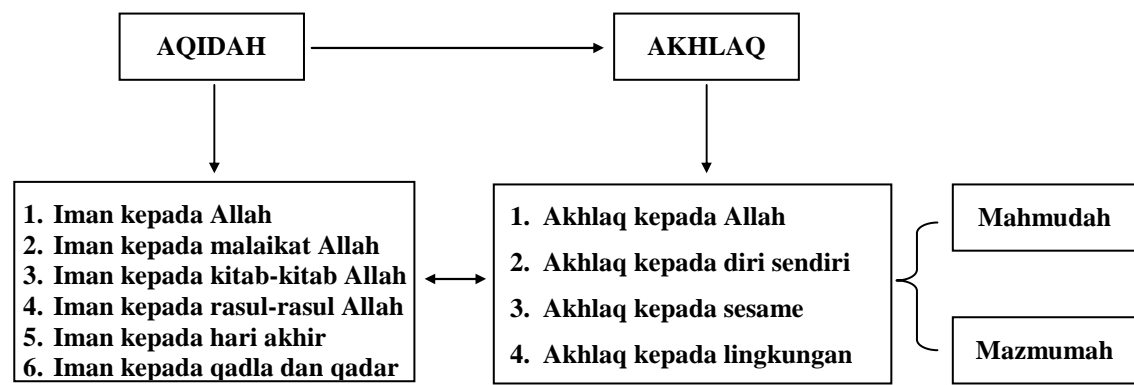 AQIDAH
AKHLAQ
1. Iman kepada Allah
2. Iman kepada malaikat Allah
3. Iman kepada kitab-kitab Allah
4. Iman kepada rasul-rasul Allah
5. Iman kepada hari akhir
6. Iman kepada qadla dan qadar
1. Akhlaq kepada Allah
2. Akhlaq kepada diri sendiri
3. Akhlaq kepada sesame
4. Akhlaq kepada lingkungan
Mahmudah
Mazmumah